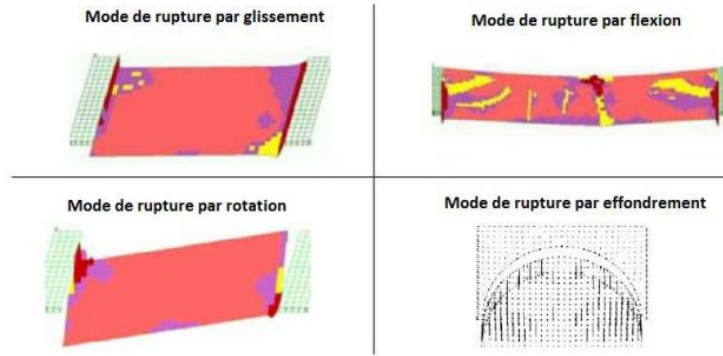 Mode de rupture par glissement
Mode de rupture par flexion
Mode de rupture par rotation
Mode de rupture par effondrement